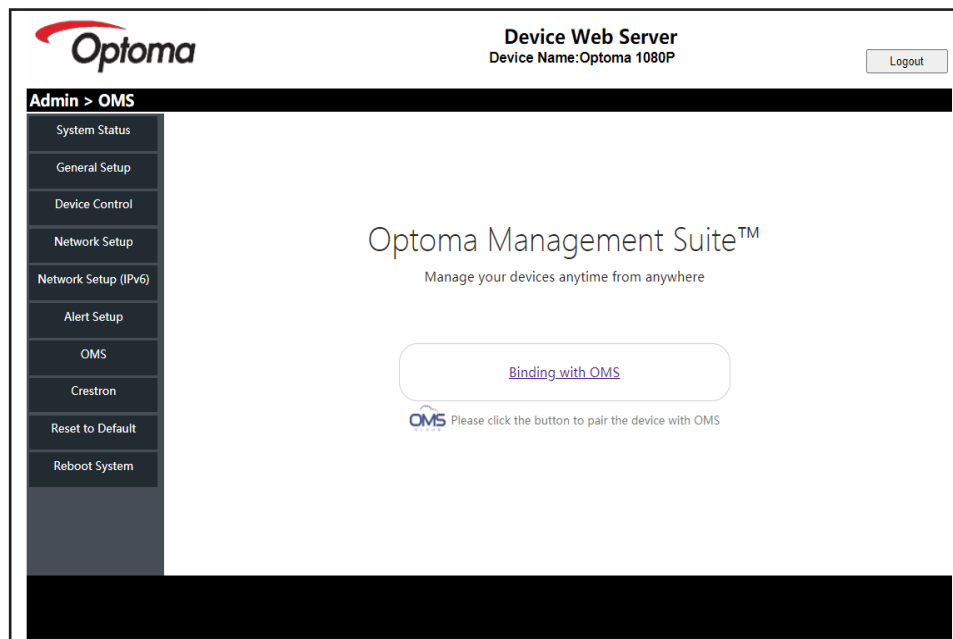 Optoma
Device Web Server
Device Name:Optoma 1080P
Logout
Admin > OMS
System Status
General Setup
Device Control
Network Setup
Network Setup (IPv6)
Alert Setup
OMS
Crestron
Reset to Default
Reboot System
Optoma Management Suite™
Manage your devices anytime from anywhere
Binding with OMS
OMS
CLOUD
Please click the button to pair the device with OMS